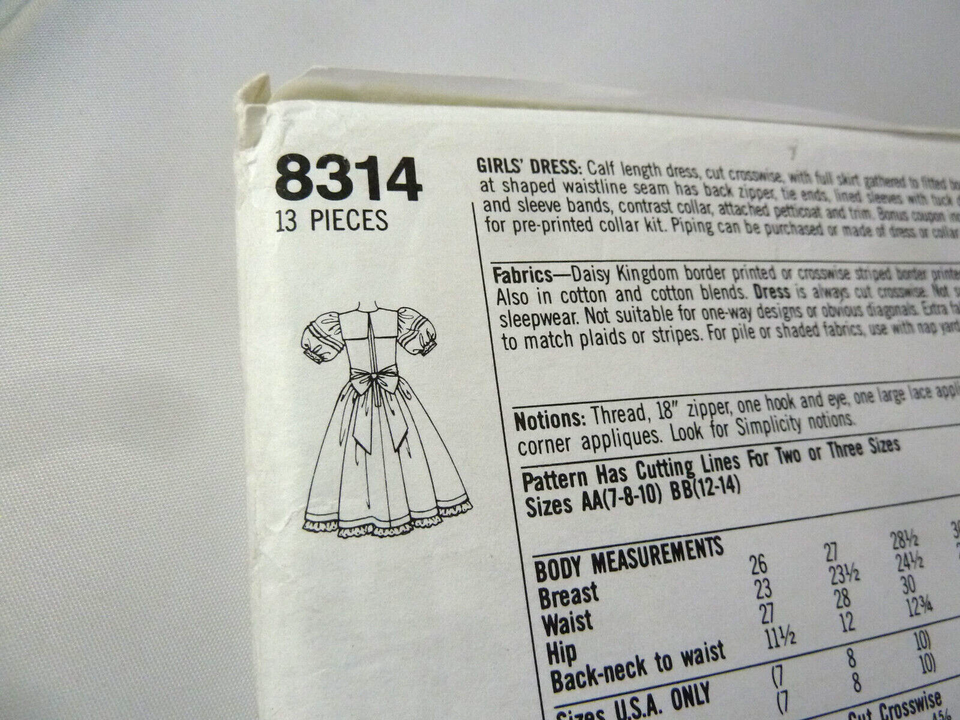 8314
13 PIECES
GIRLS' DRESS: Calf length dress, cut crosswise, with full skirt gathered to fitted
at shaped waistline seam has back zipper, tie ends, lined sleeves with tuck
and sleeve bands, contrast collar, attached petticoat and trim. Bonus coupon
for pre-printed collar kit. Piping can be purchased or made of dress or collar
Fabrics—Daisy Kingdom border printed or crosswise striped border
Also in cotton and cotton blends. Dress is always cut crosswise. Not
sleepwear. Not suitable for one-way designs or obvious diagonals. Extra
to match plaids or stripes. For pile or shaded fabrics, use with nap
Notions: Thread, 18" zipper, one hook and eye, one large lace
corner appliques. Look for Simplicity notions.
Pattern Has Cutting Lines For Two or Three Sizes
Sizes AA(7-8-10) BB(12-14)
BODY MEASUREMENTS
Breast 26 27 28½
Waist 23 23½ 24½
Hip 27 28 30
Back-neck to waist 11½ 12 12¾
Sizes U.S.A. ONLY (7 8 10)
(7 8 10)
Cut Crosswise